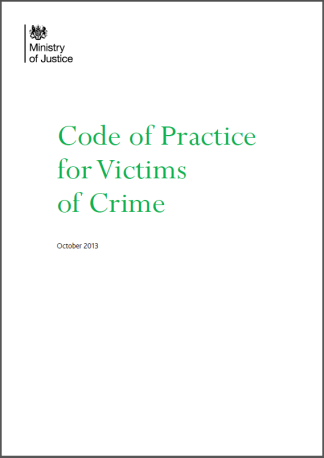 Ministry
of Justice
Code of Practice
for Victims
of Crime
October 2013